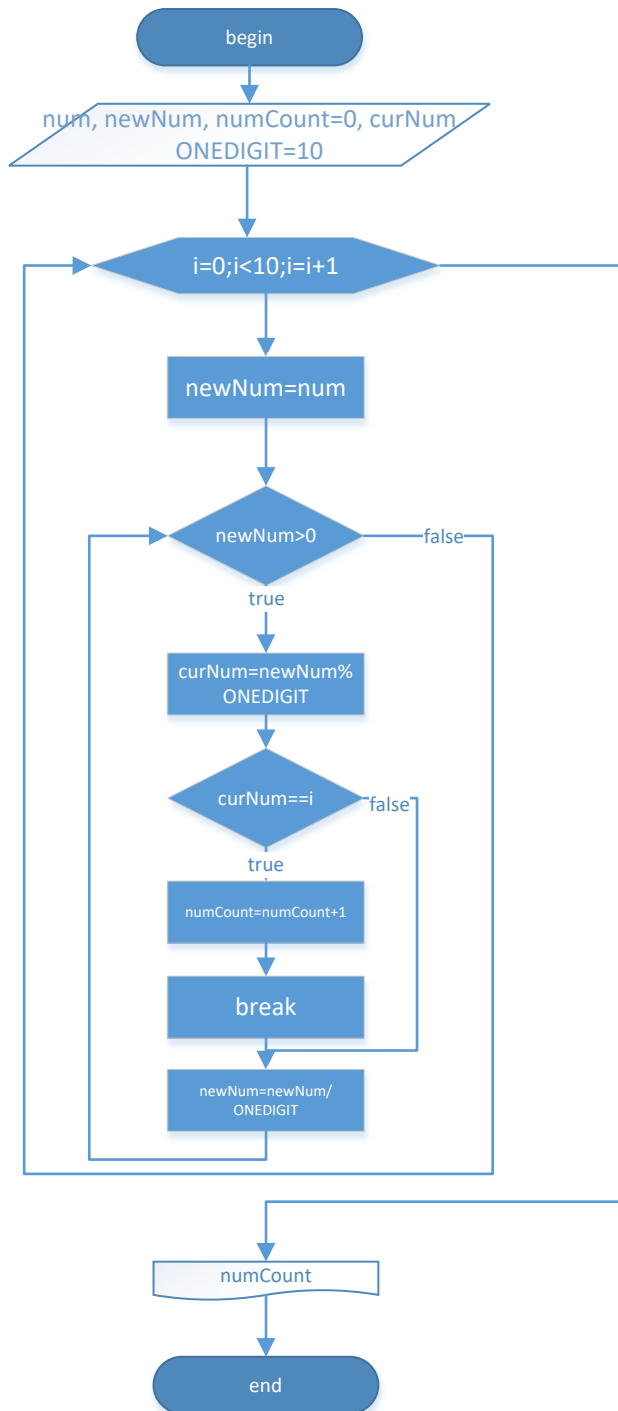 begin
num, newNum, numCount=0, curNum
ONEDIGIT=10
i=0;i<10;i=i+1
newNum=num
newNum>0
false
true
curNum=newNum%
ONEDIGIT
curNum==i
false
true
numCount=numCount+1
break
newNum=newNum/
ONEDIGIT
numCount
end